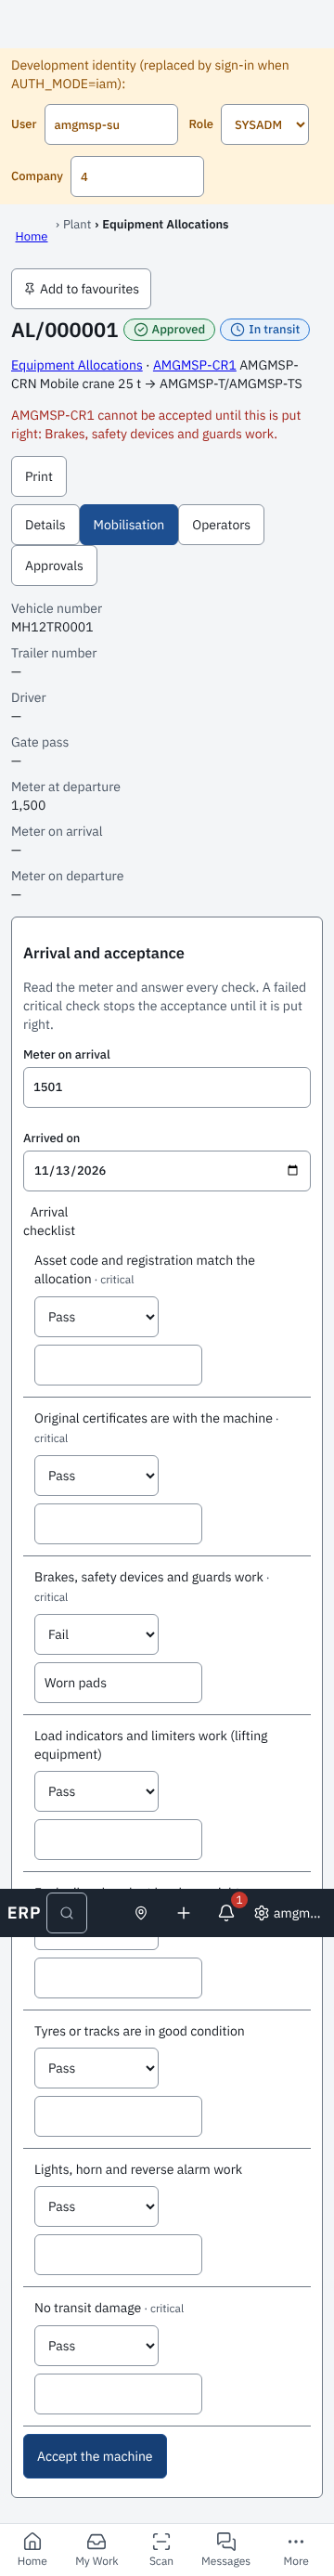 Development identity (replaced by sign-in when
AUTH_MODE=iam):
User amgmsp-su Role SYSADM
Company 4
Home › Plant › Equipment Allocations
Add to favourites
AL/000001 Approved In transit
Equipment Allocations · AMGMSP-CR1 AMGMSP-
CRN Mobile crane 25 t → AMGMSP-T/AMGMSP-TS
AMGMSP-CR1 cannot be accepted until this is put
right: Brakes, safety devices and guards work.
Print
Details Mobilisation Operators
Approvals
Vehicle number
MH12TR0001
Trailer number
—
Driver
—
Gate pass
—
Meter at departure
1,500
Meter on arrival
—
Meter on departure
—
Arrival and acceptance
Read the meter and answer every check. A failed
critical check stops the acceptance until it is put
right.
Meter on arrival
1501
Arrived on
11/13/2026
Arrival
checklist
Asset code and registration match the
allocation · critical
Pass
Original certificates are with the machine ·
critical
Pass
Brakes, safety devices and guards work ·
critical
Fail
Worn pads
Load indicators and limiters work (lifting
equipment)
Pass
ERP 1 amgm...
Tyres or tracks are in good condition
Pass
Lights, horn and reverse alarm work
Pass
No transit damage · critical
Pass
Accept the machine
Home My Work Scan Messages More